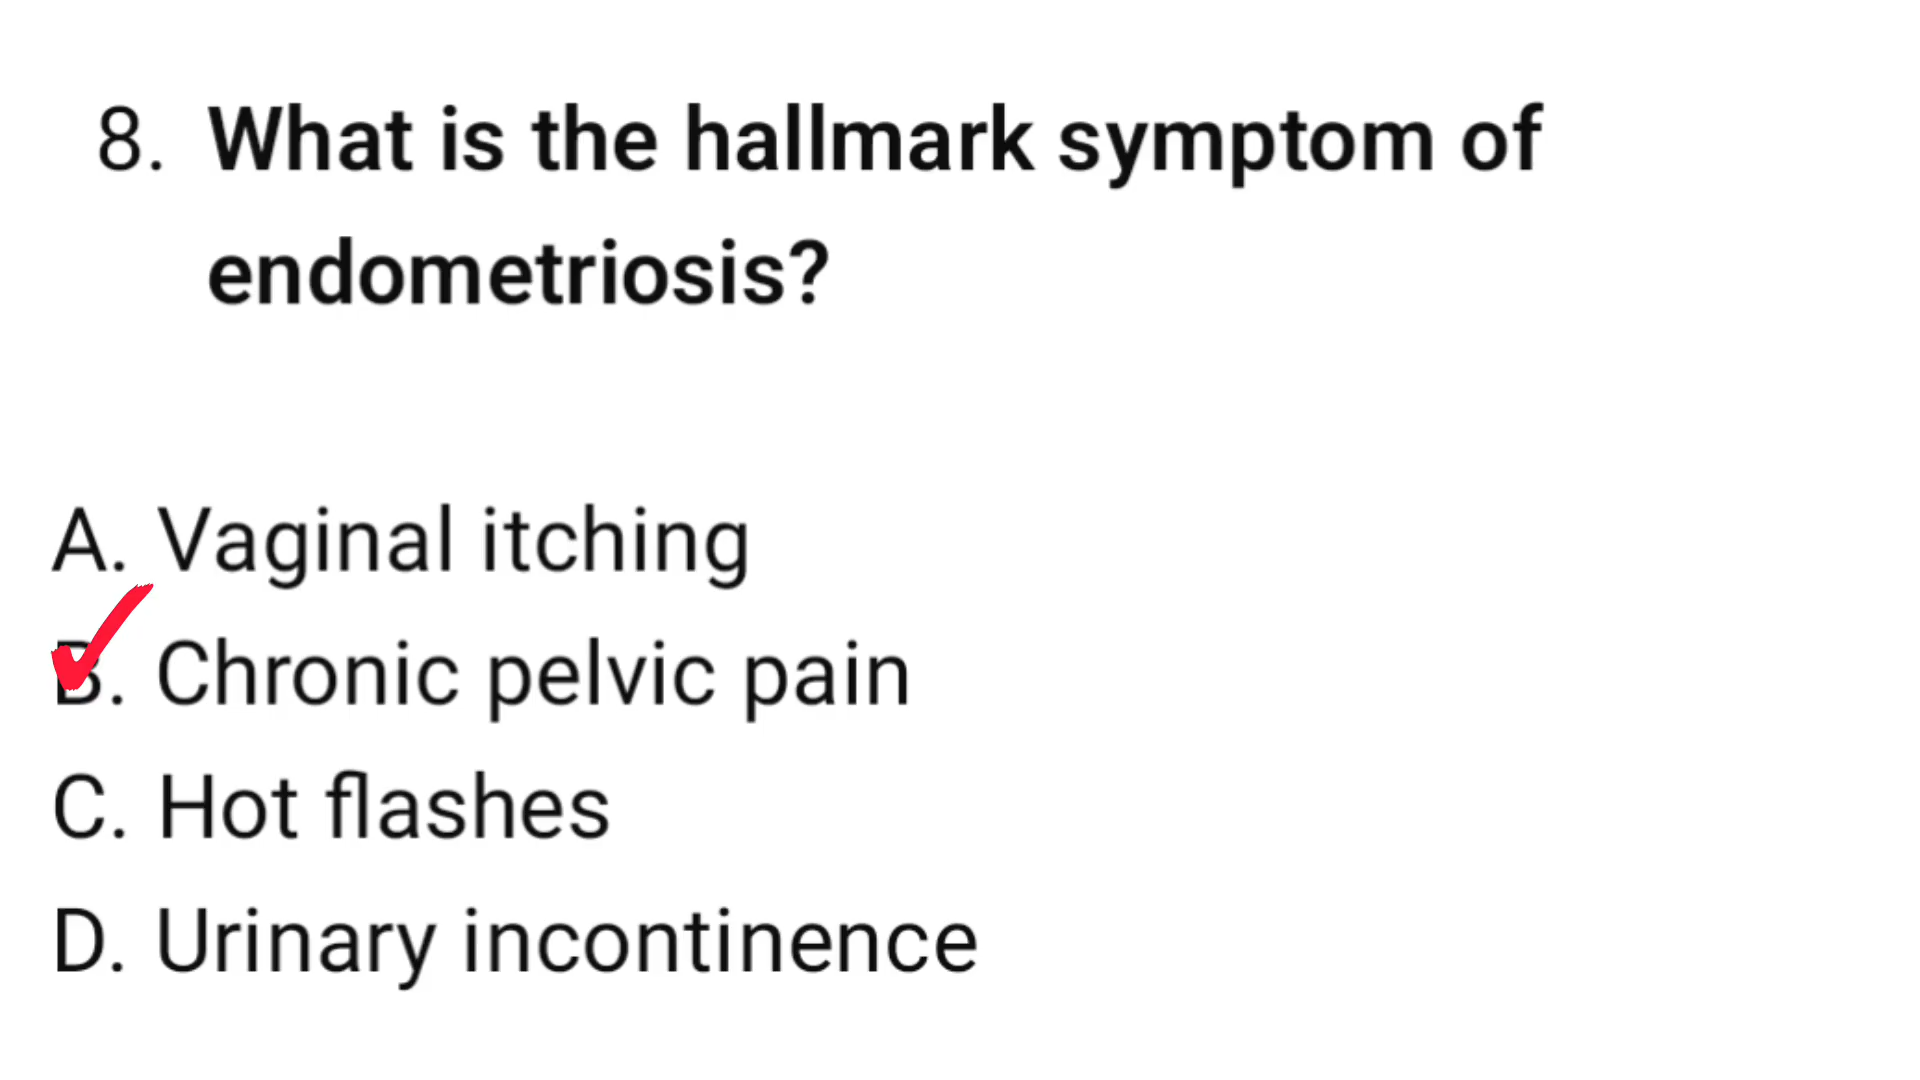 8. What is the hallmark symptom of
endometriosis?
A. Vaginal itching
B. Chronic pelvic pain
C. Hot flashes
D. Urinary incontinence